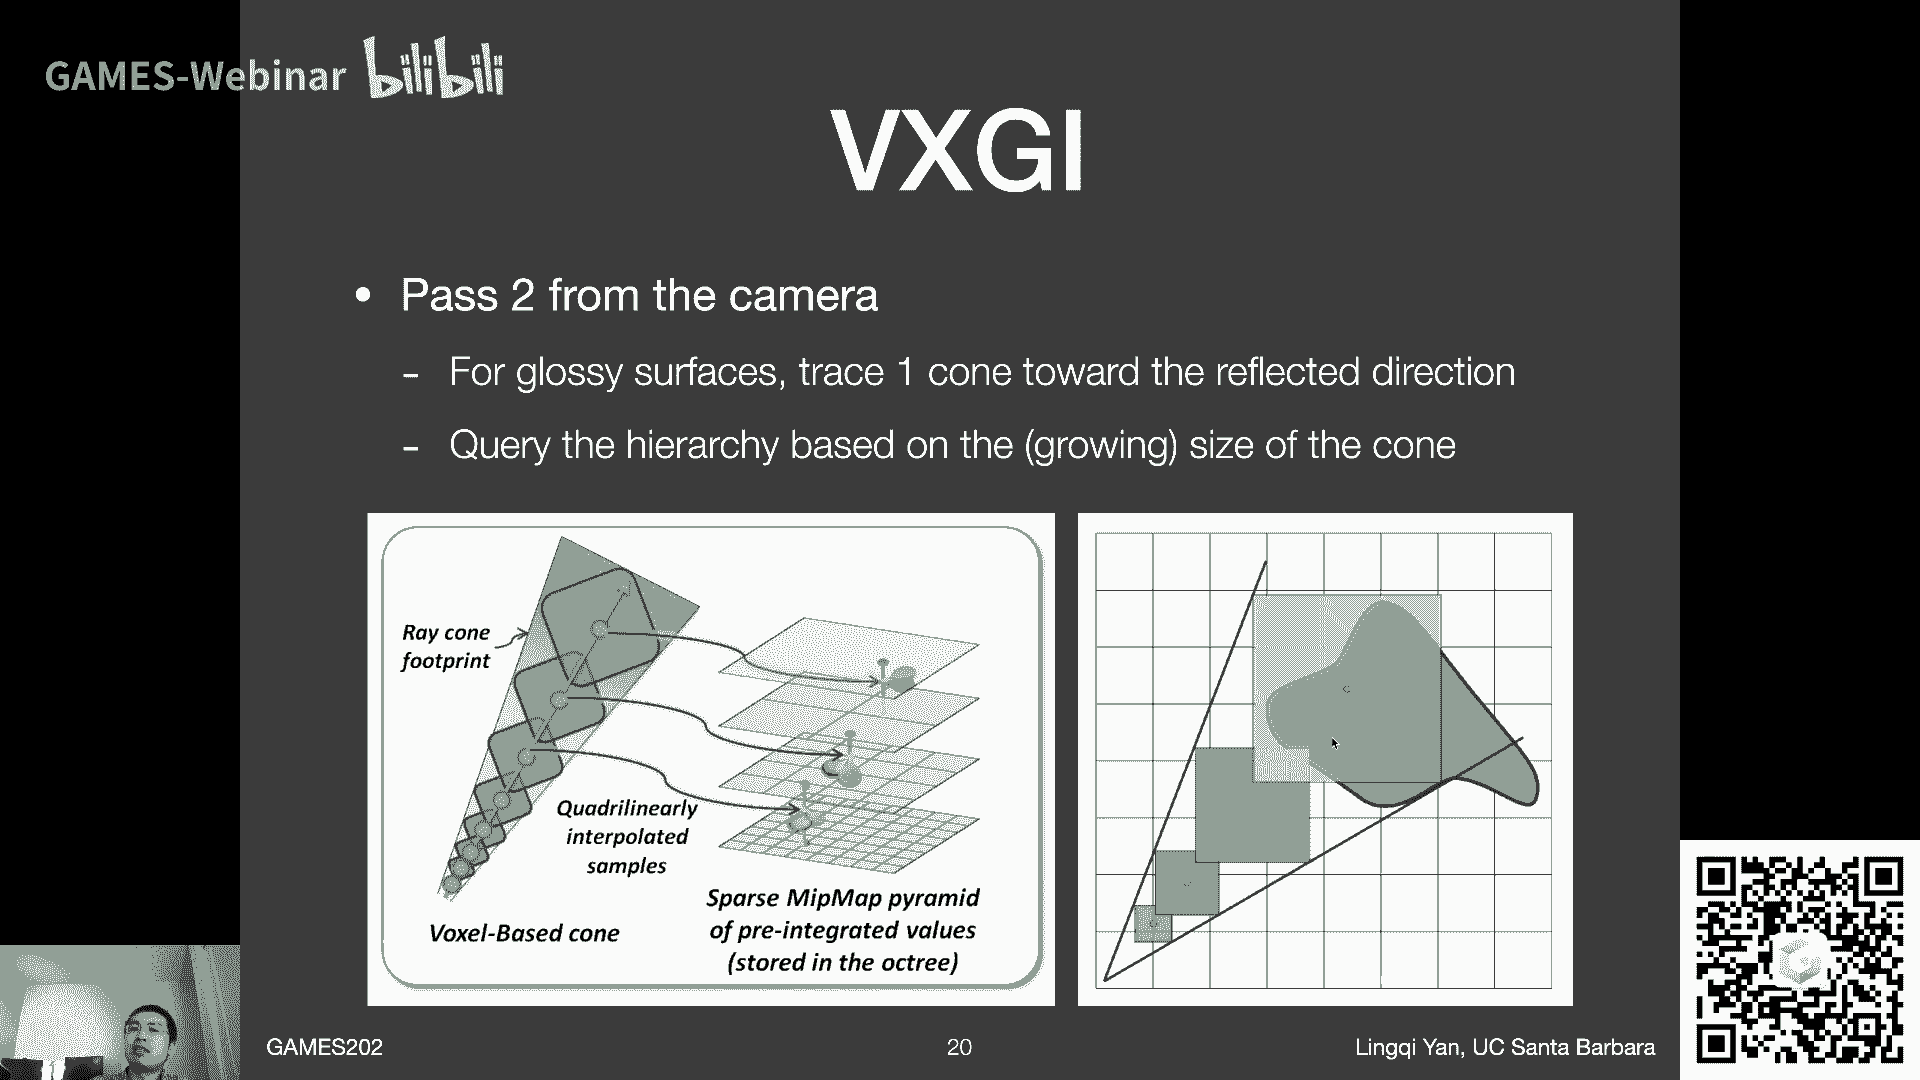 GAMES-Webinar bilibili
VXGI
• Pass 2 from the camera
- For glossy surfaces, trace 1 cone toward the reflected direction
- Query the hierarchy based on the (growing) size of the cone
Ray cone
footprint
Quadrilinearly
interpolated
samples
Voxel-Based cone
Sparse MipMap pyramid
of pre-integrated values
(stored in the octree)
GAMES202
20
Lingqi Yan, UC Santa Barbara